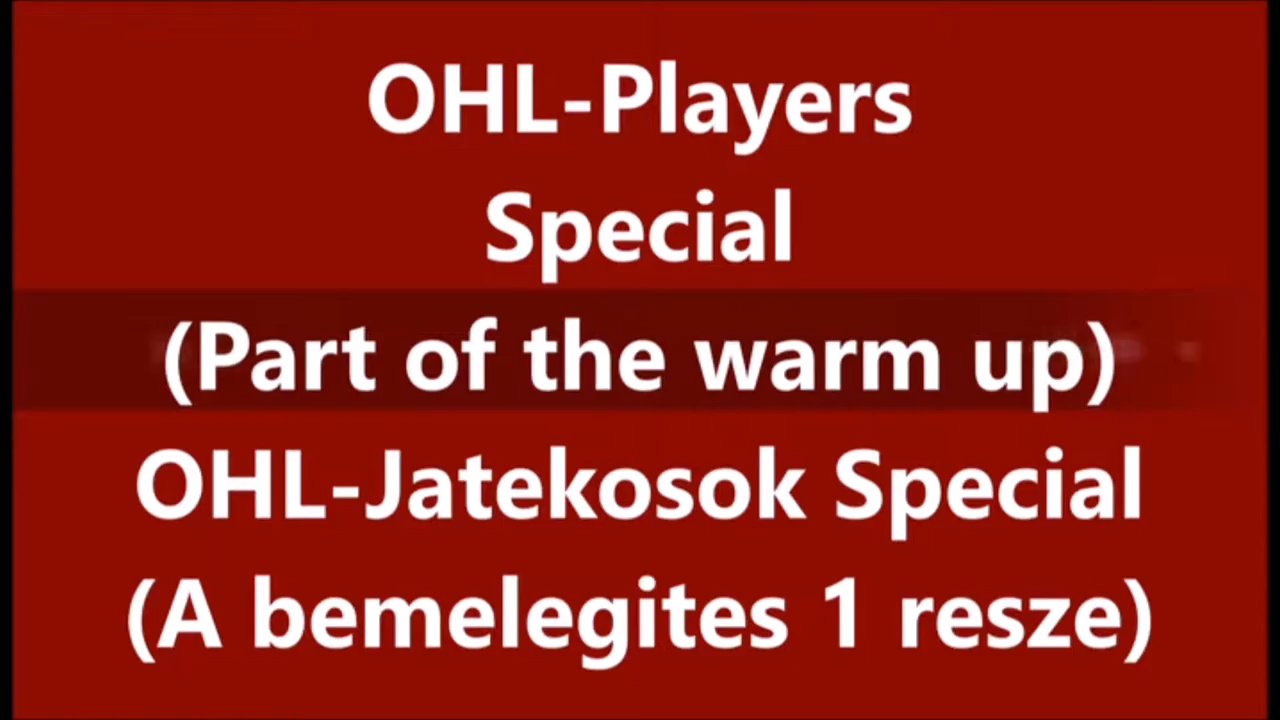 OHL-Players
Special
(Part of the warm up)
OHL-Jatekosok Special
(A bemelegites 1 resze)